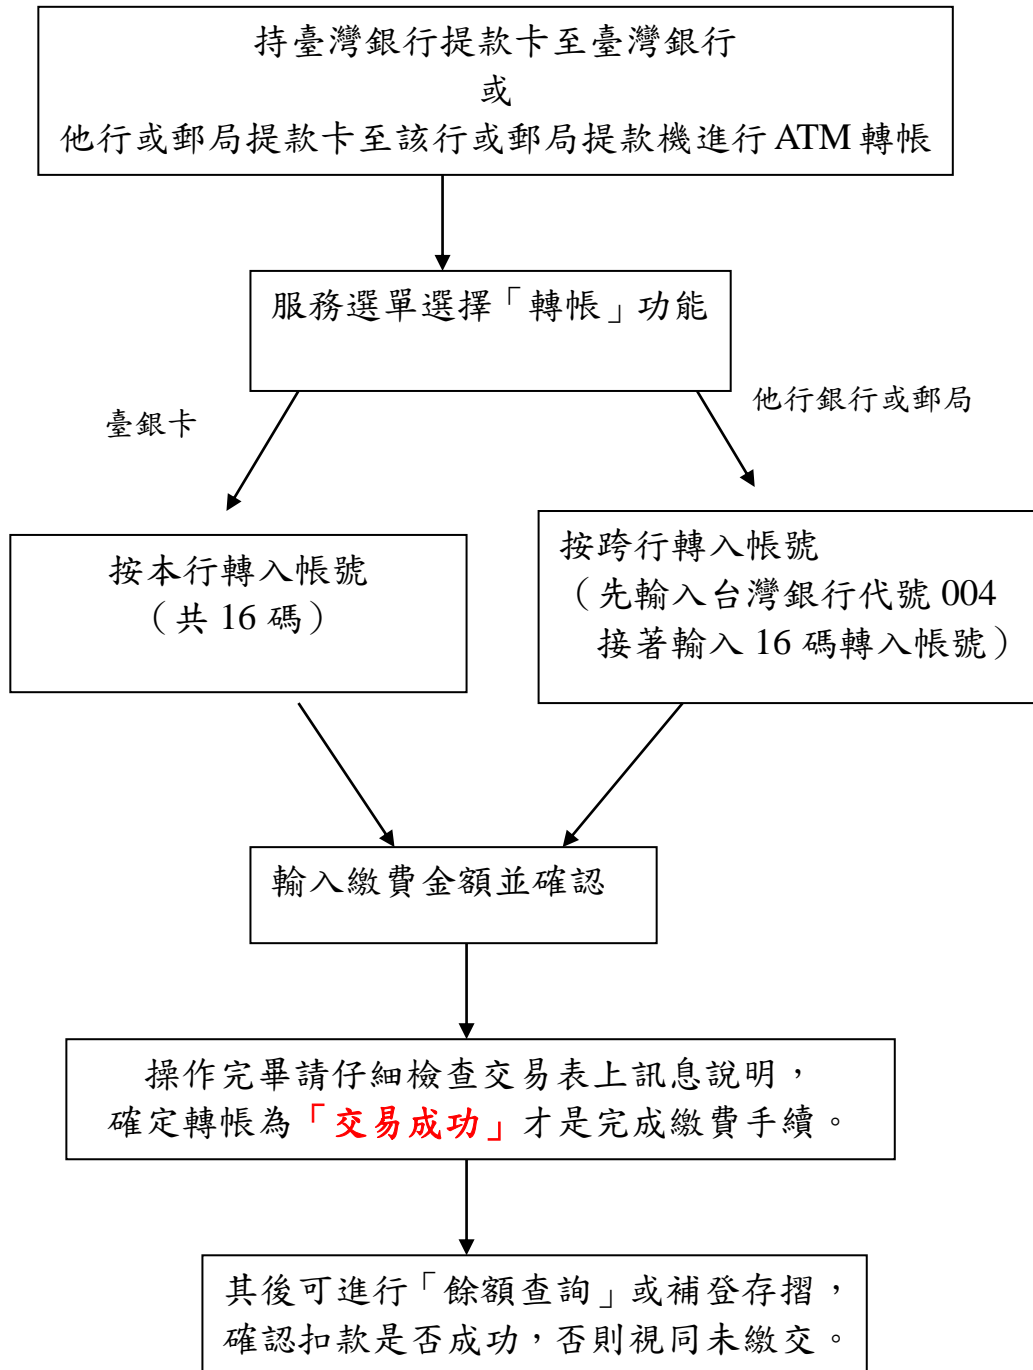 持臺灣銀行提款卡至臺灣銀行
或
他行或郵局提款卡至該行或郵局提款機進行 ATM 轉帳
服務選單選擇「轉帳」功能
臺銀卡
他行銀行或郵局
按本行轉入帳號
（共 16 碼）
按跨行轉入帳號
（先輸入台灣銀行代號 004
接著輸入 16 碼轉入帳號）
輸入繳費金額並確認
操作完畢請仔細檢查交易表上訊息說明，
確定轉帳為「交易成功」才是完成繳費手續。
其後可進行「餘額查詢」或補登存摺，
確認扣款是否成功，否則視同未繳交。